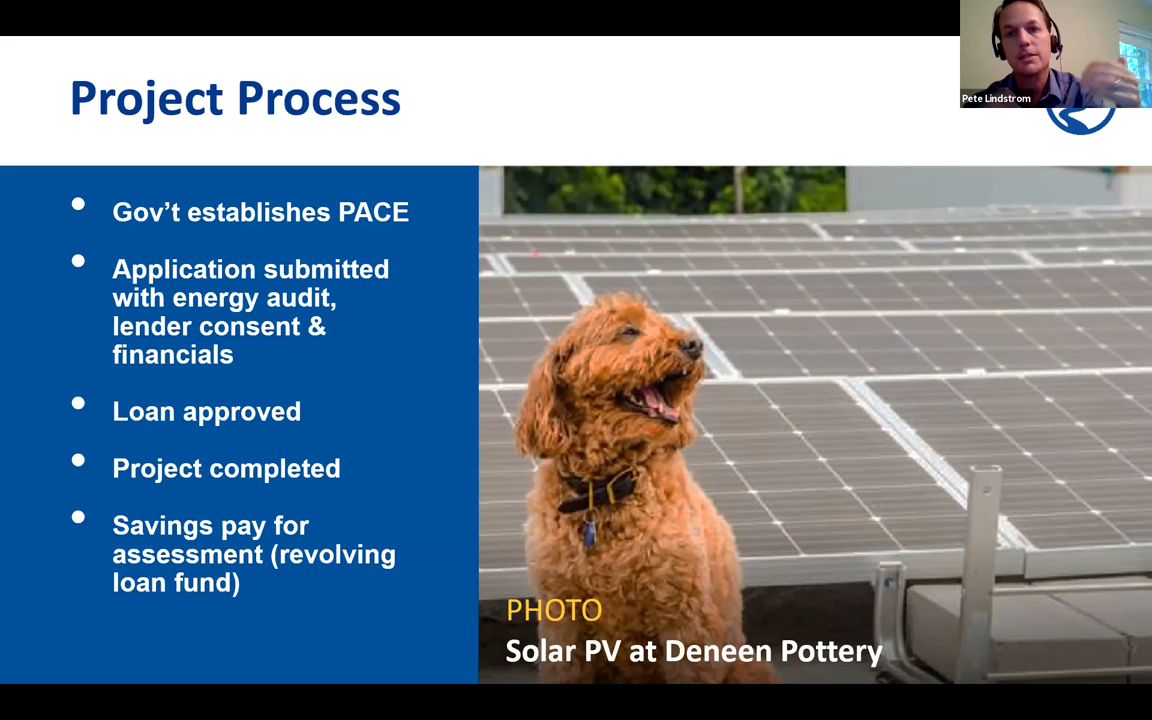 Pete Lindstrom
Project Process
• Gov’t establishes PACE
• Application submitted
with energy audit,
lender consent &
financials
• Loan approved
• Project completed
• Savings pay for
assessment (revolving
loan fund)
PHOTO
Solar PV at Deneen Pottery